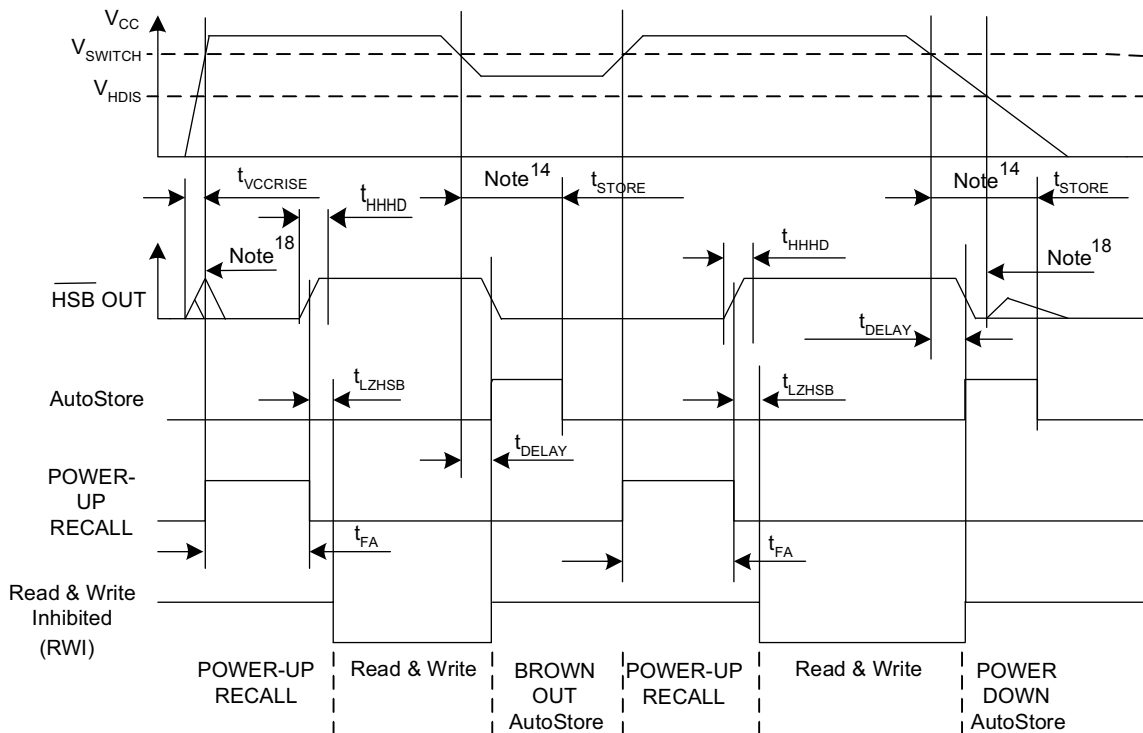 VCC
VSWITCH
VHDIS
tVCCRISE
Note14
tSTORE
Note14
tSTORE
tHHHD
Note18
tHHHD
Note18
HSB OUT
tDELAY
tLZHSB
tLZHSB
AutoStore
tDELAY
POWER-
UP
RECALL
tFA
tFA
Read & Write
Inhibited
(RWI)
POWER-UP
RECALL
Read & Write
BROWN
OUT
AutoStore
POWER-UP
RECALL
Read & Write
POWER
DOWN
AutoStore